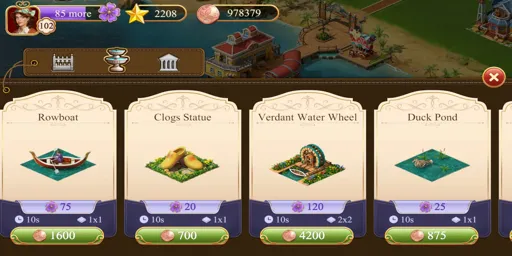 85 more
2208
978379
102
Rowboat
Clogs Statue
Verdant Water Wheel
Duck Pond
75
20
120
25
10s
1x1
10s
1x1
10s
2x2
10s
1x1
1600
700
4200
875